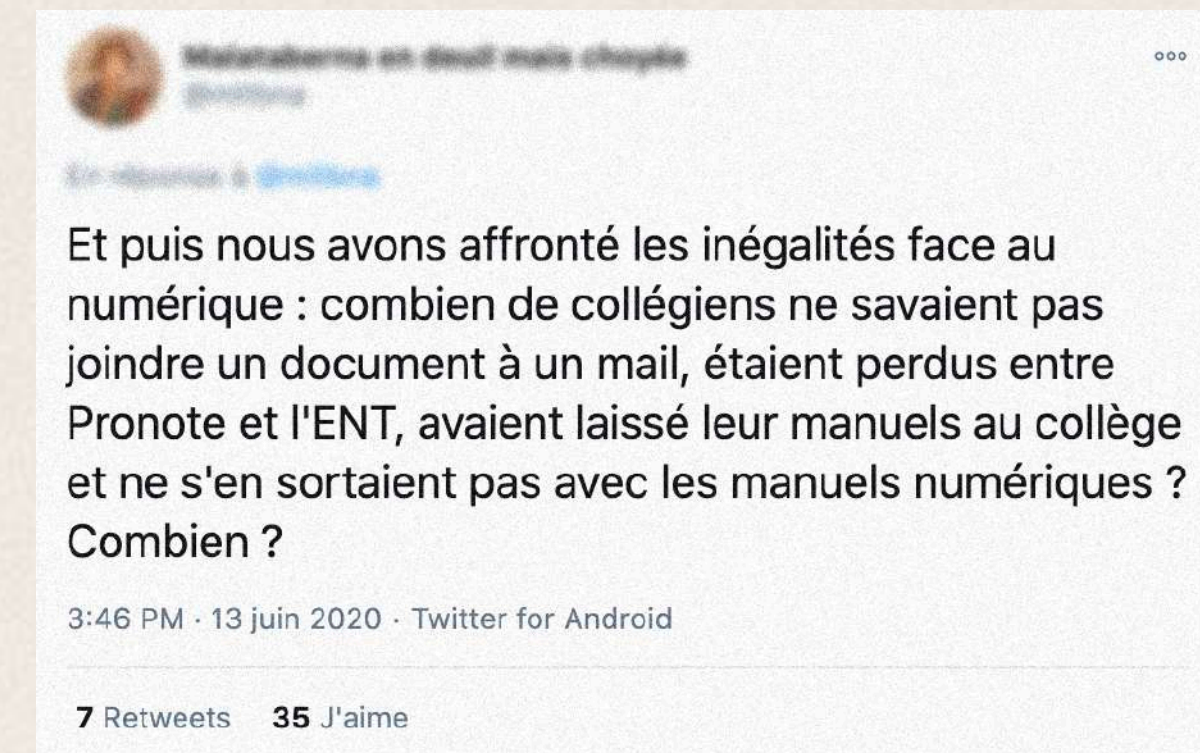 Et puis nous avons affronté les inégalités face au
numérique : combien de collégiens ne savaient pas
joindre un document à un mail, étaient perdus entre
Pronote et l'ENT, avaient laissé leur manuels au collège
et ne s'en sortaient pas avec les manuels numériques ?
Combien ?
3:46 PM · 13 juin 2020 · Twitter for Android
7 Retweets 35 J'aime